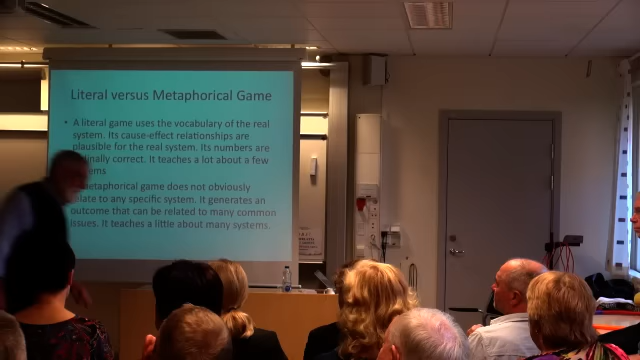 Literal versus Metaphorical Game
• A literal game uses the vocabulary of the real
system. Its cause-effect relationships are
plausible for the real system. Its numbers are
inally correct. It teaches a lot about a few
ems
etaphorical game does not obviously
late to any specific system. It generates an
outcome that can be related to many common
issues. It teaches a little about many systems.